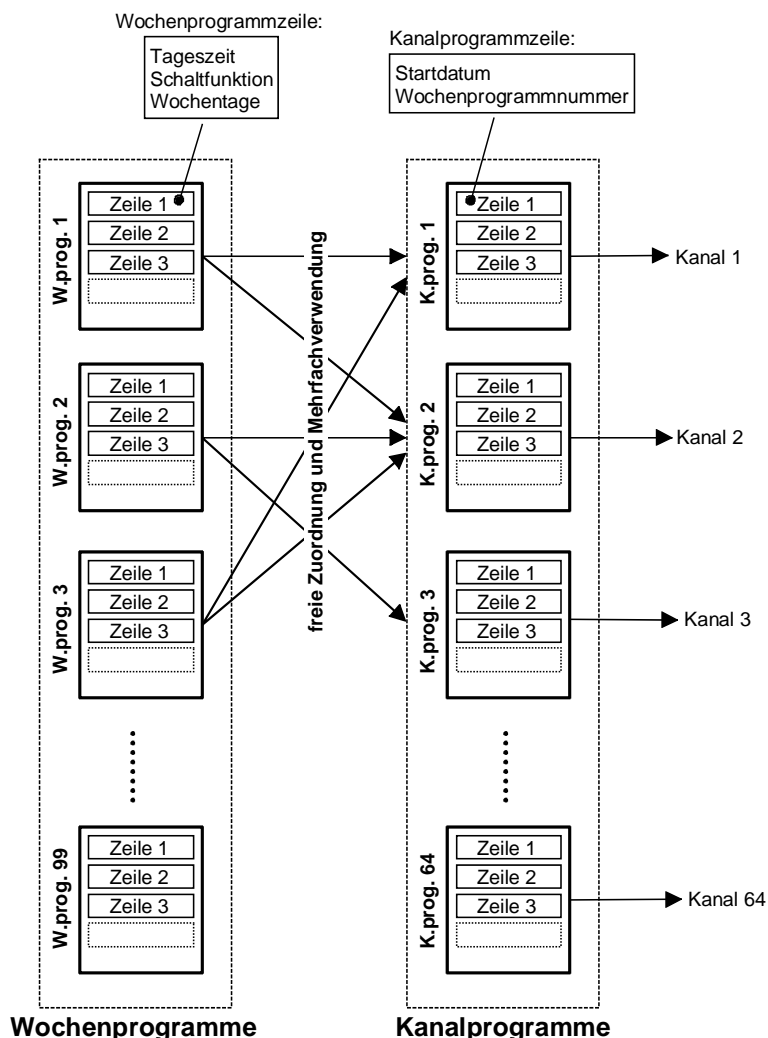 Wochenprogrammzeile:
Tageszeit
Schaltfunktion
Wochentage
Kanalprogrammzeile:
Startdatum
Wochenprogrammnummer
W.prog. 1
Zeile 1
Zeile 2
Zeile 3
W.prog. 2
Zeile 1
Zeile 2
Zeile 3
W.prog. 3
Zeile 1
Zeile 2
Zeile 3
W.prog. 99
Zeile 1
Zeile 2
Zeile 3
freie Zuordnung und Mehrfachverwendung
K.prog. 1
Zeile 1
Zeile 2
Zeile 3
Kanal 1
K.prog. 2
Zeile 1
Zeile 2
Zeile 3
Kanal 2
K.prog. 3
Zeile 1
Zeile 2
Zeile 3
Kanal 3
K.prog. 64
Zeile 1
Zeile 2
Zeile 3
Kanal 64
Wochenprogramme
Kanalprogramme